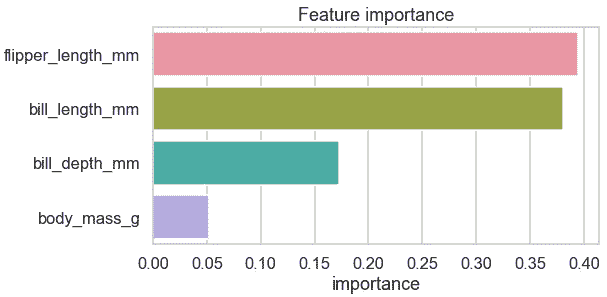 Feature importance
flipper_length_mm
bill_length_mm
bill_depth_mm
body_mass_g
0.00 0.05 0.10 0.15 0.20 0.25 0.30 0.35 0.40
importance